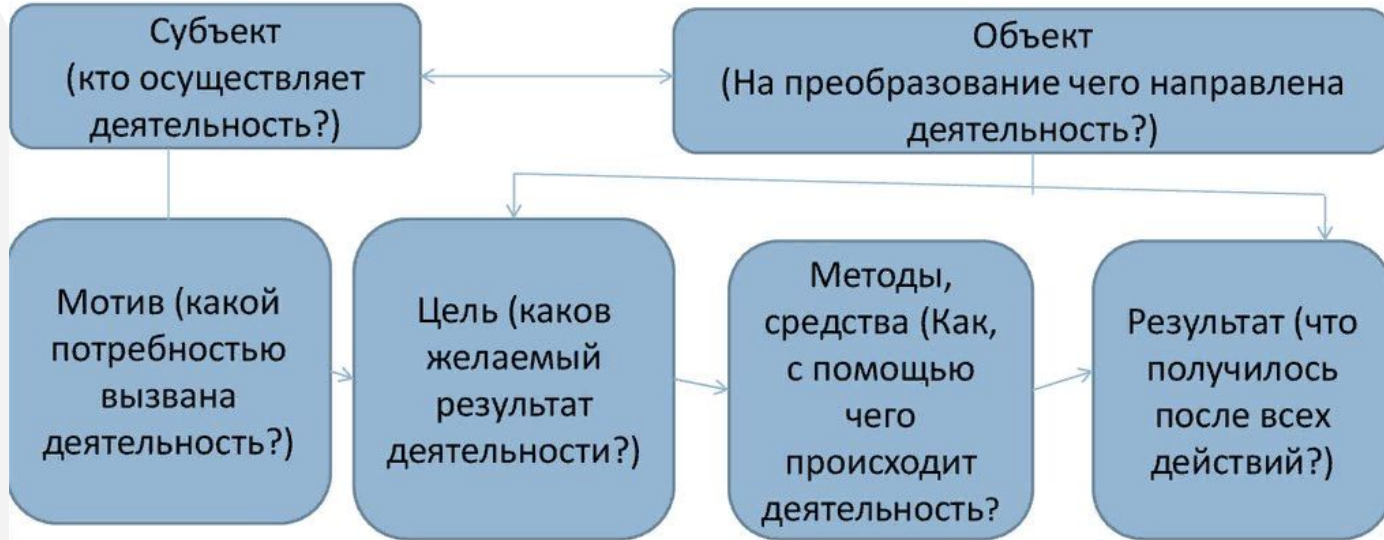 Субъект
(кто осуществляет
деятельность?)
Объект
(На преобразование чего направлена
деятельность?)
Мотив (какой
потребностью
вызвана
деятельность?)
Цель (каков
желаемый
результат
деятельности?)
Методы,
средства (Как,
с помощью
чего
происходит
деятельность?
Результат (что
получилось
после всех
действий?)